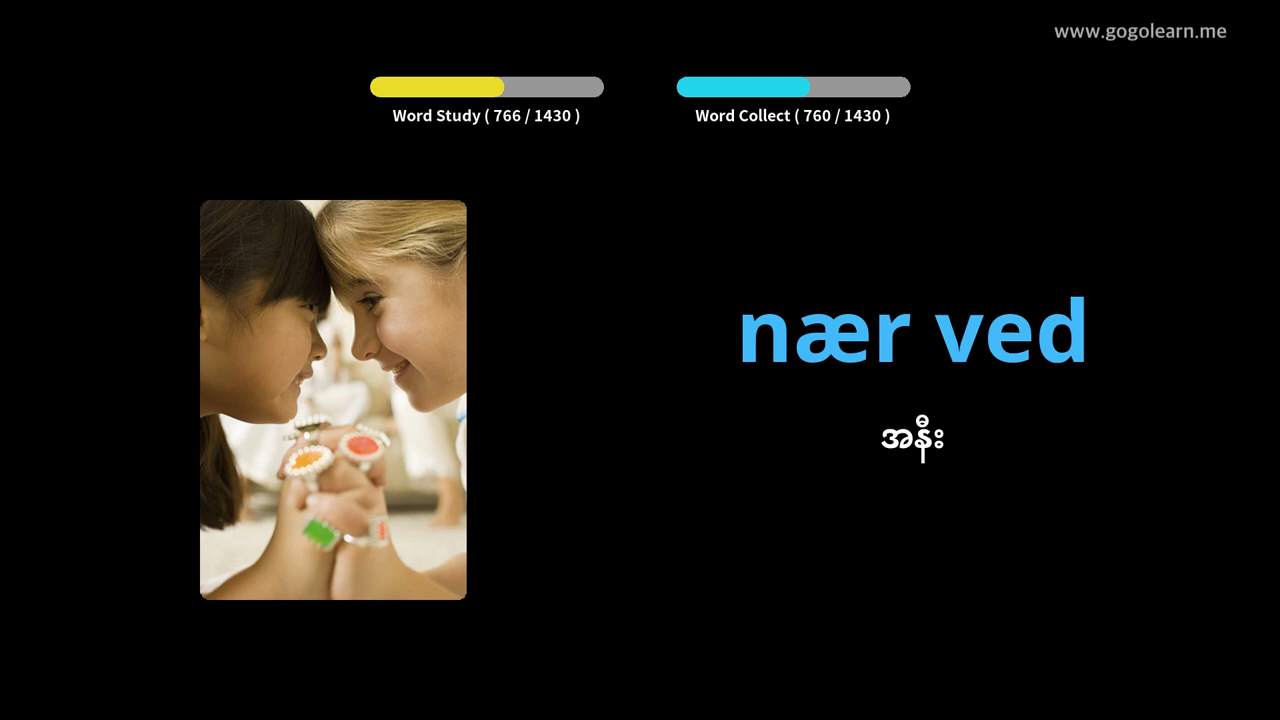 www.gogolearn.me
Word Study ( 766 / 1430 )
Word Collect ( 760 / 1430 )
nær ved
အနီး